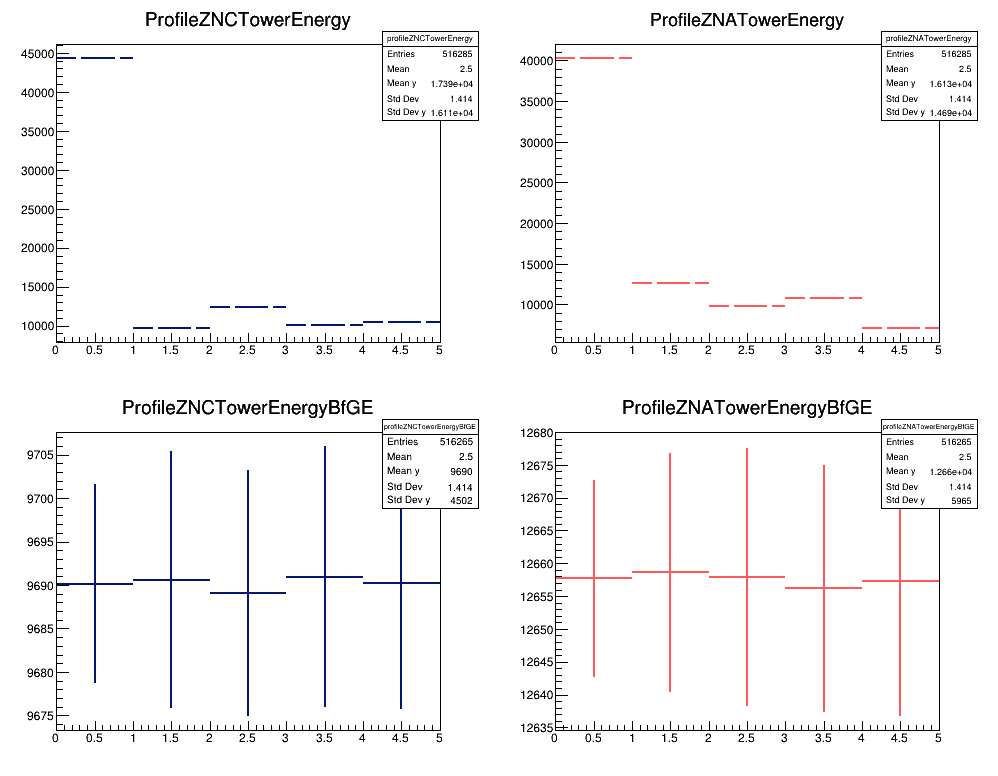 ProfileZNCTowerEnergy
profileZNCTowerEnergy
Entries 516285
Mean 2.5
Mean y 1.739e+04
Std Dev 1.414
Std Dev y 1.611e+04
45000
40000
35000
30000
25000
20000
15000
10000
0 0.5 1 1.5 2 2.5 3 3.5 4 4.5 5
ProfileZNATowerEnergy
profileZNATowerEnergy
Entries 516285
Mean 2.5
Mean y 1.613e+04
Std Dev 1.414
Std Dev y 1.469e+04
40000
35000
30000
25000
20000
15000
10000
0 0.5 1 1.5 2 2.5 3 3.5 4 4.5 5
ProfileZNCTowerEnergyBfGE
profileZNCTowerEnergyBfGE
Entries 516265
Mean 2.5
Mean y 9690
Std Dev 1.414
Std Dev y 4502
9705
9700
9695
9690
9685
9680
9675
0 0.5 1 1.5 2 2.5 3 3.5 4 4.5 5
ProfileZNATowerEnergyBfGE
profileZNATowerEnergyBfGE
Entries 516265
Mean 2.5
Mean y 1.266e+04
Std Dev 1.414
Std Dev y 5965
12680
12675
12670
12665
12660
12655
12650
12645
12640
12635
0 0.5 1 1.5 2 2.5 3 3.5 4 4.5 5